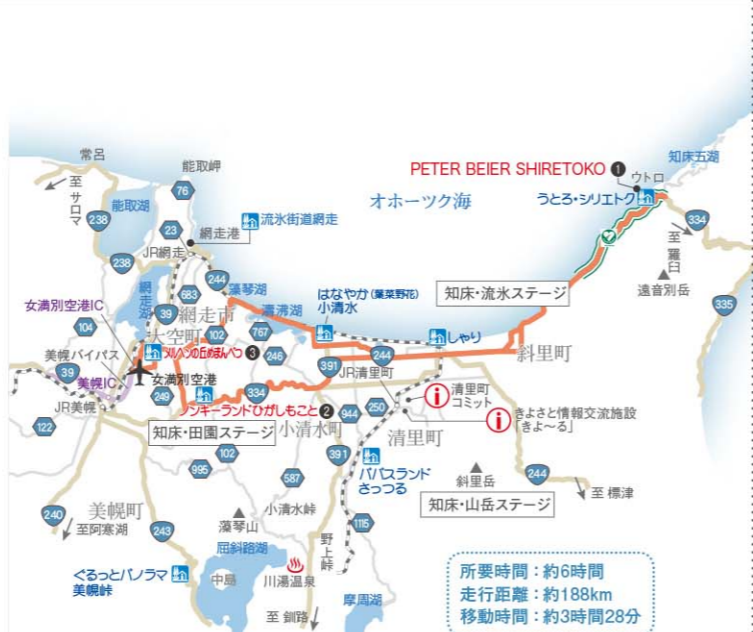 知床五湖
PETER BEIER SHIRETOKO ❶
ウトロ
うとろ・シリエトク
334
至羅臼
遠音別岳
335
オホーツク海
常呂
能取岬
至サロマ
76
238
能取湖
流氷街道網走
23
網走港
JR網走
238
244
藻琴湖
女満別空港IC
網走湖
683
濤沸湖
はなやか(葉菜野花)
小清水
知床・流氷ステージ
104
39
網走市
大空町
102
767
しゃり
斜里町
美幌バイパス
メルヘンの丘めまんべつ ❸
246
391
244
JR清里町
39
美幌IC
女満別空港
249
334
清里町
コミット
JR美幌
ノンキーランドひがしもこと ❷
944
250
きよさと情報交流施設
「きよ〜る」
122
知床・田園ステージ
小清水町
清里町
102
995
391
パパスランド
さっつる
斜里岳
244
至標津
587
知床・山岳ステージ
美幌町
240
至阿寒湖
243
藻琴山
小清水峠
1115
屈斜路湖
野上峠
ぐるっとパノラマ
美幌峠
中島
川湯温泉
至釧路
摩周湖
所要時間:約6時間
走行距離:約188km
移動時間:約3時間28分